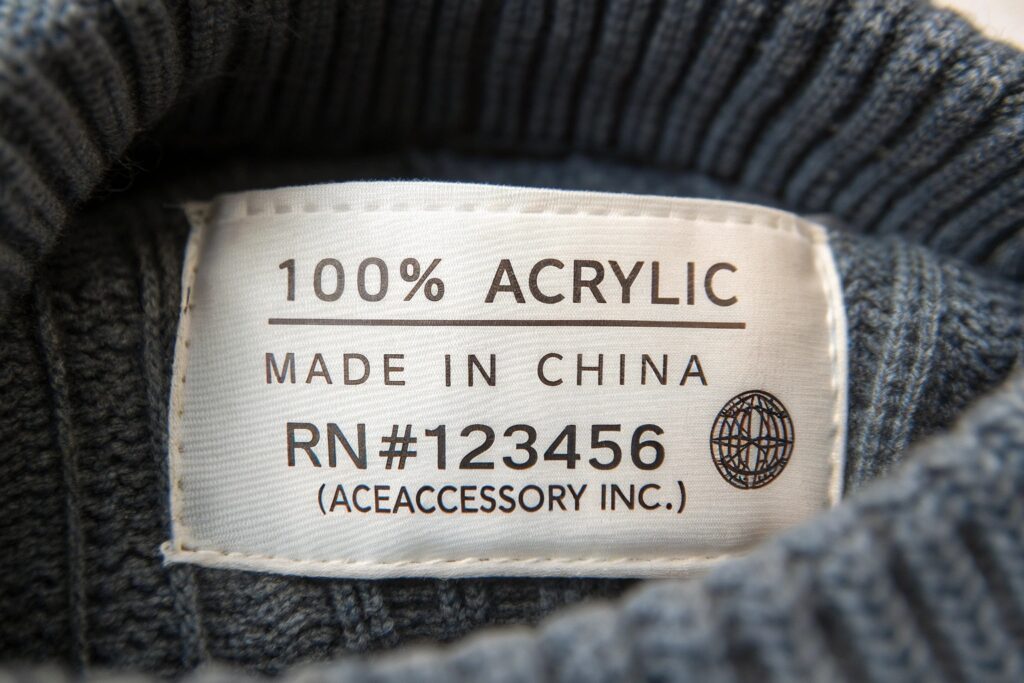 100% ACRYLIC
MADE IN CHINA
RN#123456
(ACEACCESSORY INC.)